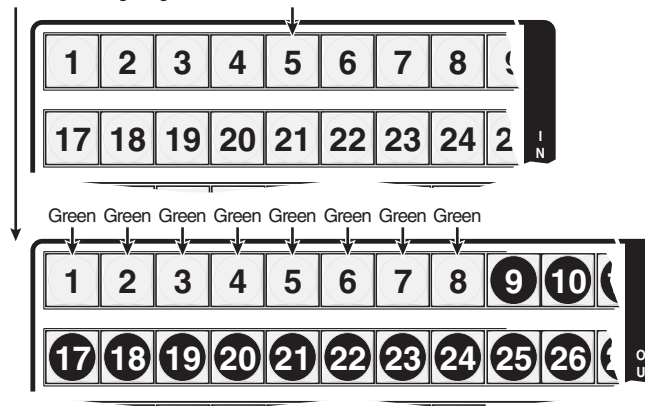 1 2 3 4 5 6 7 8
17 18 19 20 21 22 23 24 2
I
N
Green Green Green Green Green Green Green Green
1 2 3 4 5 6 7 8 9 10
17 18 19 20 21 22 23 24 25 26
O
U